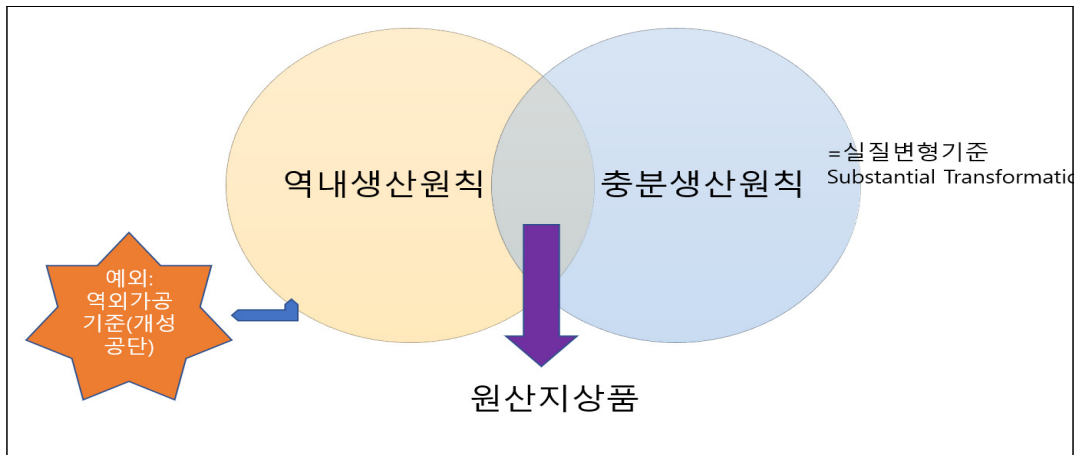 역내생산원칙
충분생산원칙
=실질변형기준
Substantial Transformatic
예외:
역외가공
기준(개성
공단)
원산지상품